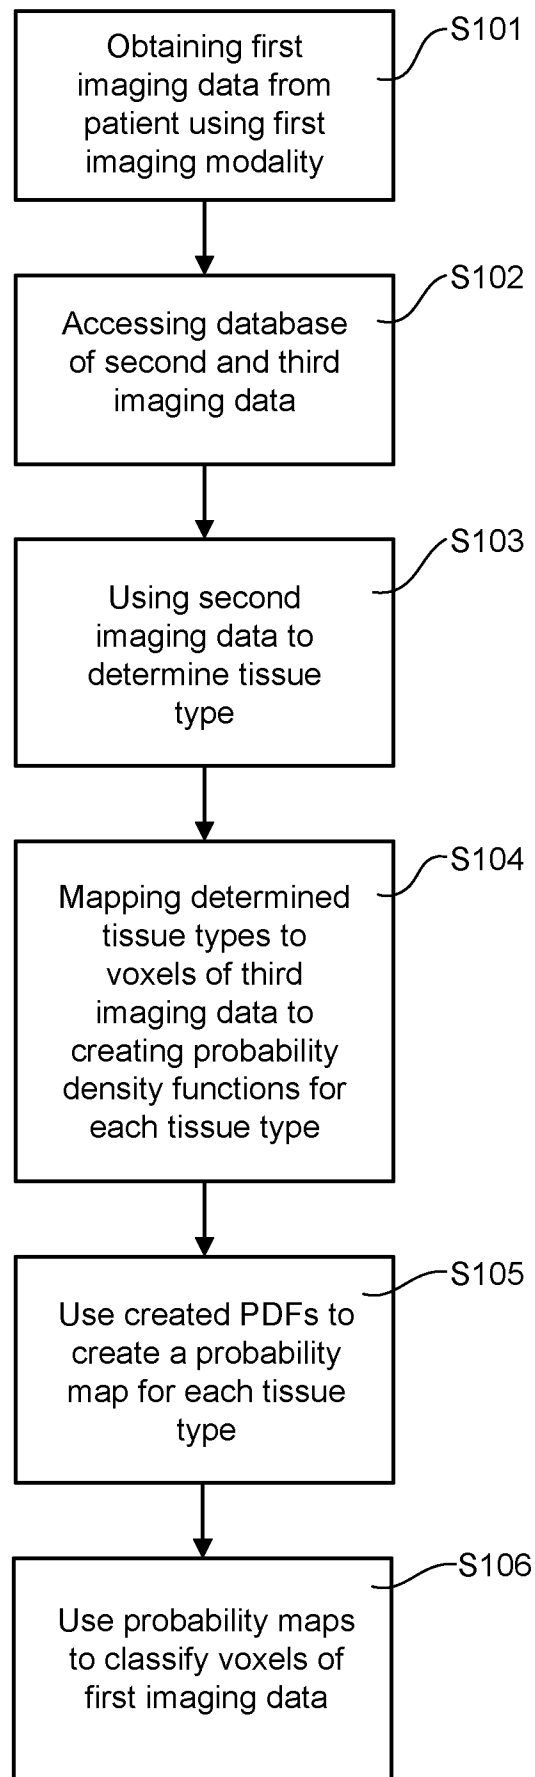 S101
Obtaining first
imaging data from
patient using first
imaging modality
S102
Accessing database
of second and third
imaging data
S103
Using second
imaging data to
determine tissue
type
S104
Mapping determined
tissue types to
voxels of third
imaging data to
creating probability
density functions for
each tissue type
S105
Use created PDFs to
create a probability
map for each tissue
type
S106
Use probability maps
to classify voxels of
first imaging data